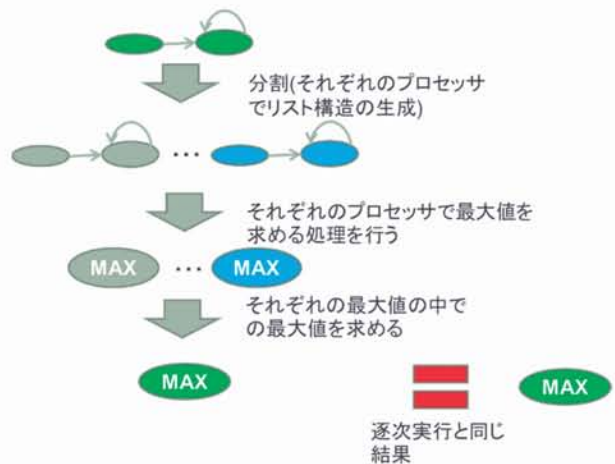 分割(それぞれのプロセッサ
でリスト構造の生成)
…
それぞれのプロセッサで最大値を
求める処理を行う
MAX … MAX
それぞれの最大値の中で
の最大値を求める
MAX
MAX
逐次実行と同じ
結果